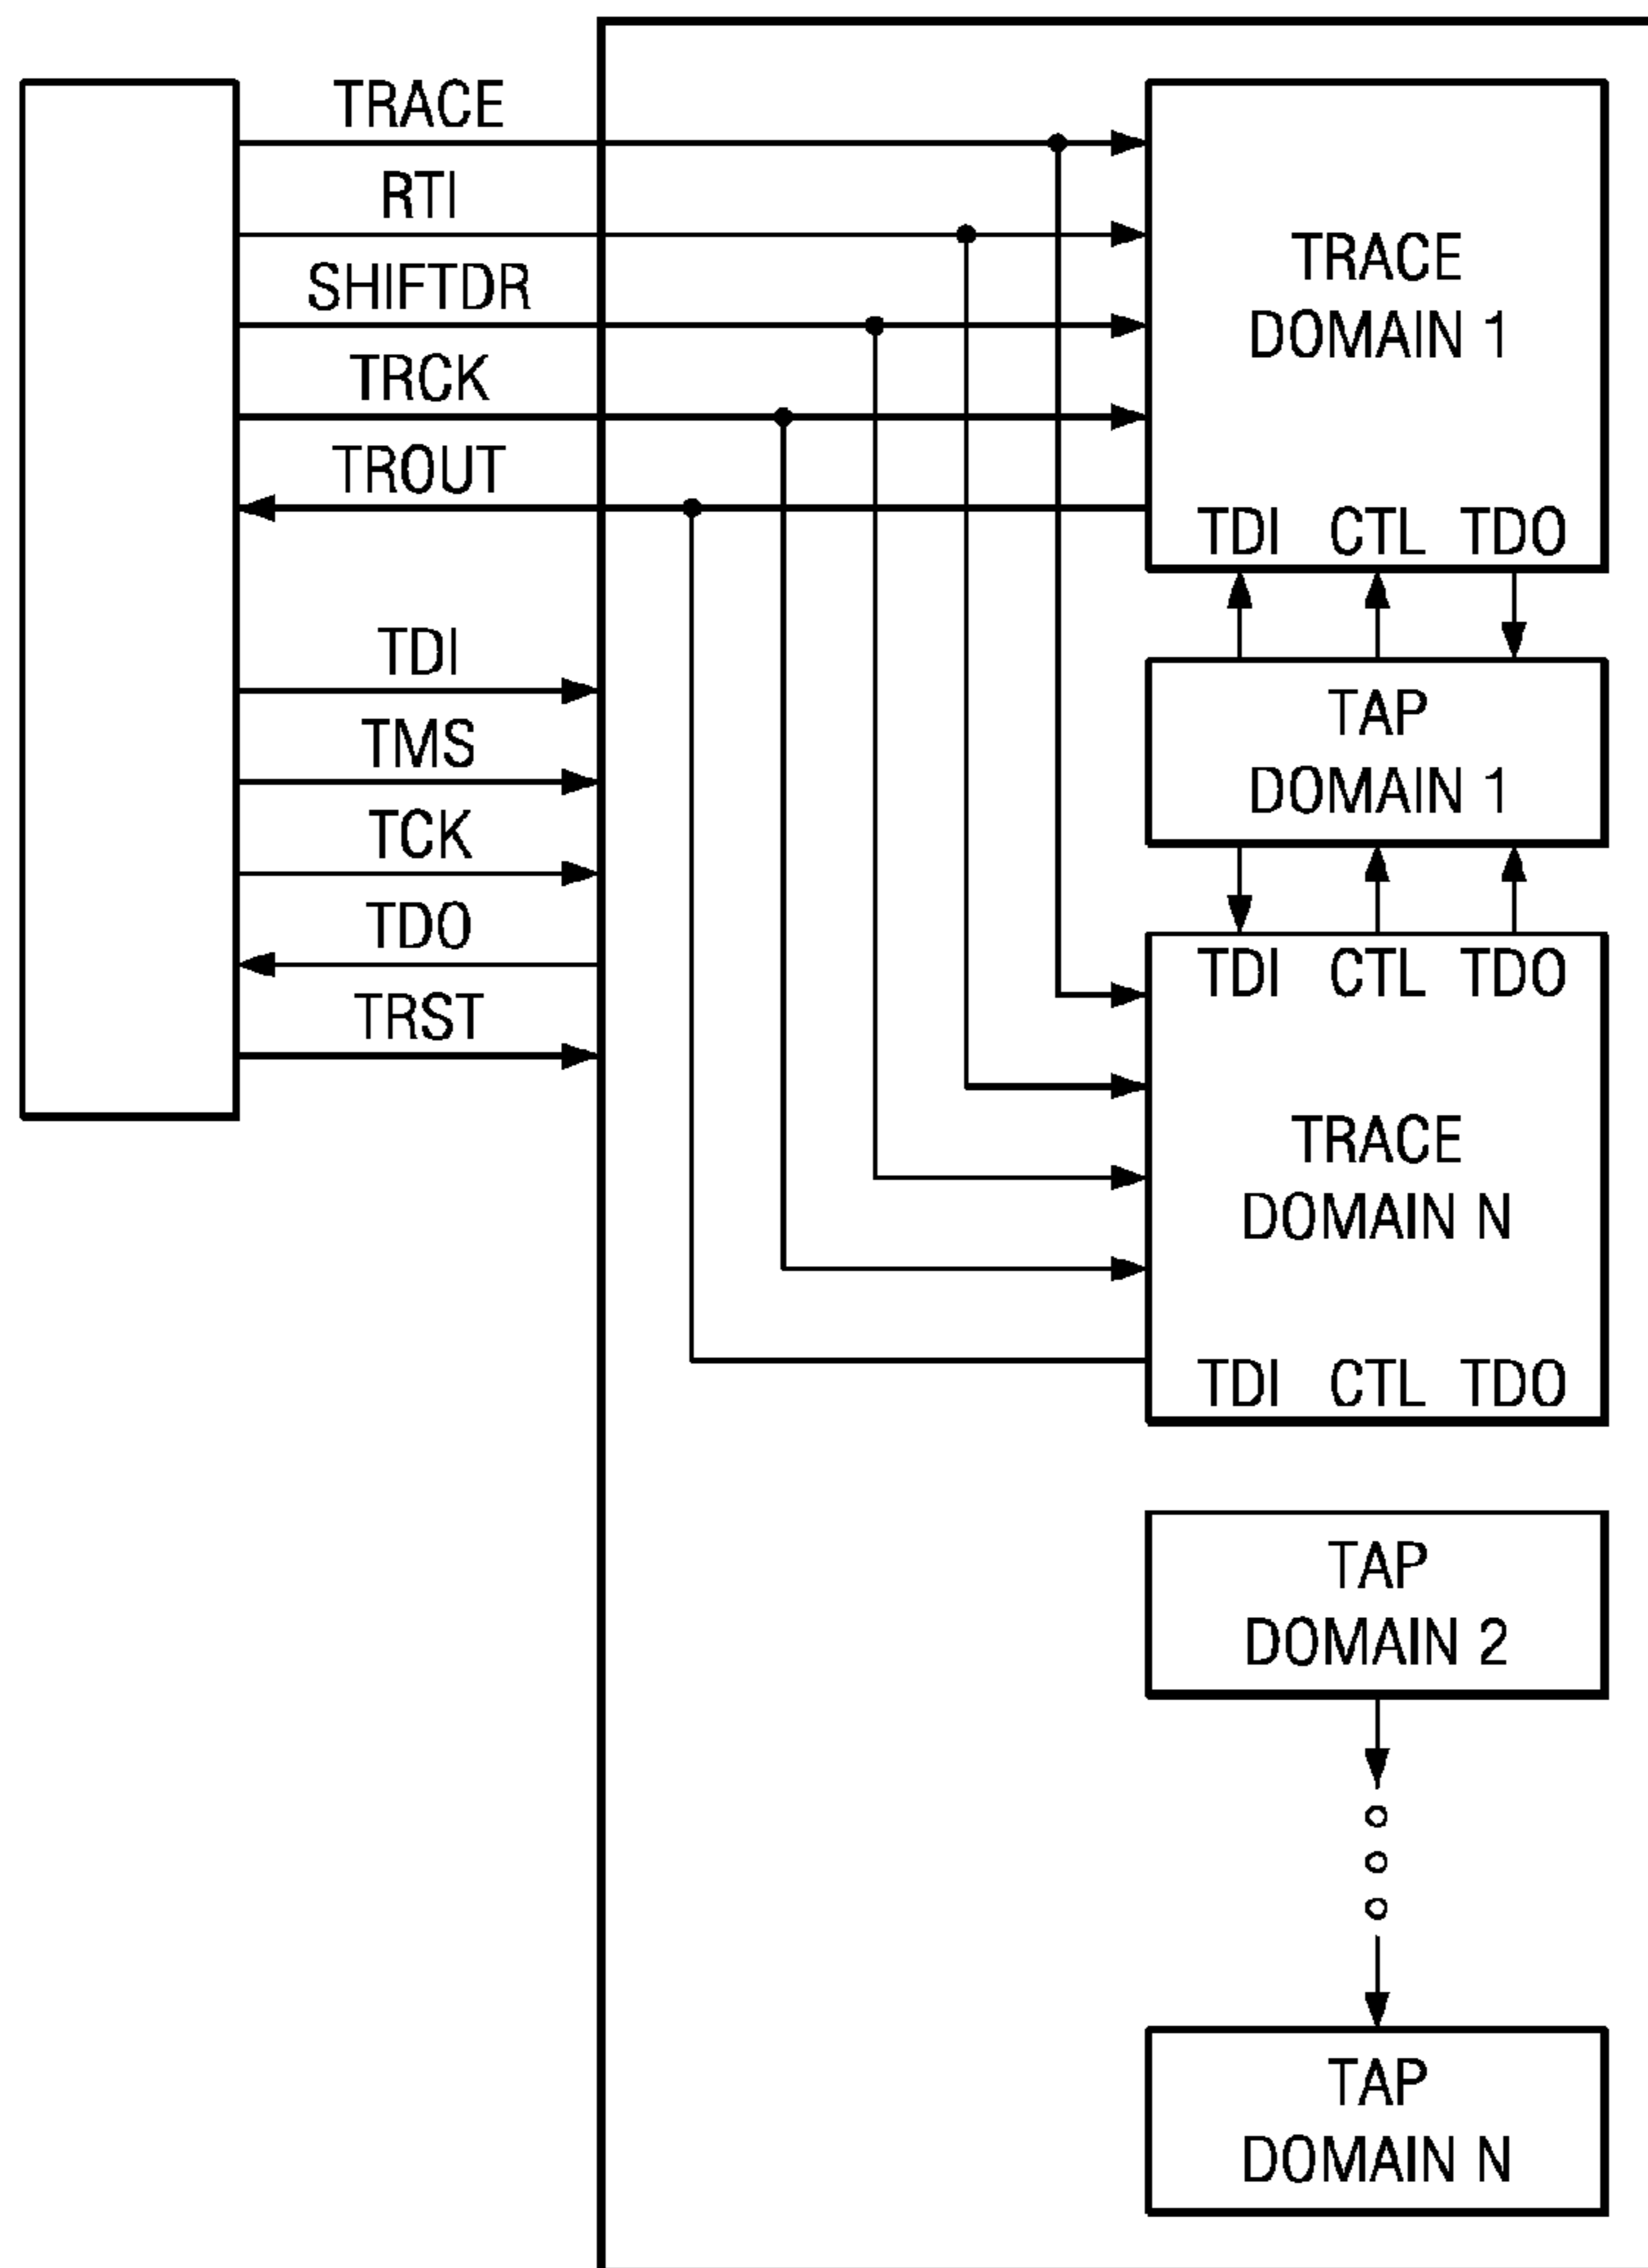 TRACE
RTI
SHIFTDR
TRCK
TROUT
TDI
TMS
TCK
TDO
TRST
TRACE
DOMAIN 1
TDI CTL TDO
TAP
DOMAIN 1
TDI CTL TDO
TRACE
DOMAIN N
TDI CTL TDO
TAP
DOMAIN 2
TAP
DOMAIN N